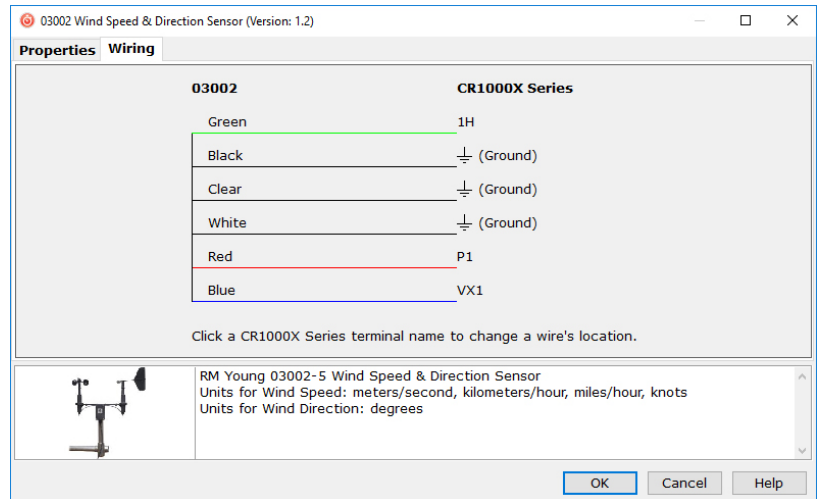 03002 Wind Speed & Direction Sensor (Version: 1.2)
Properties Wiring
03002 CR1000X Series
Green 1H
Black (Ground)
Clear (Ground)
White (Ground)
Red P1
Blue VX1
Click a CR1000X Series terminal name to change a wire's location.
RM Young 03002-5 Wind Speed & Direction Sensor
Units for Wind Speed: meters/second, kilometers/hour, miles/hour, knots
Units for Wind Direction: degrees
OK Cancel Help